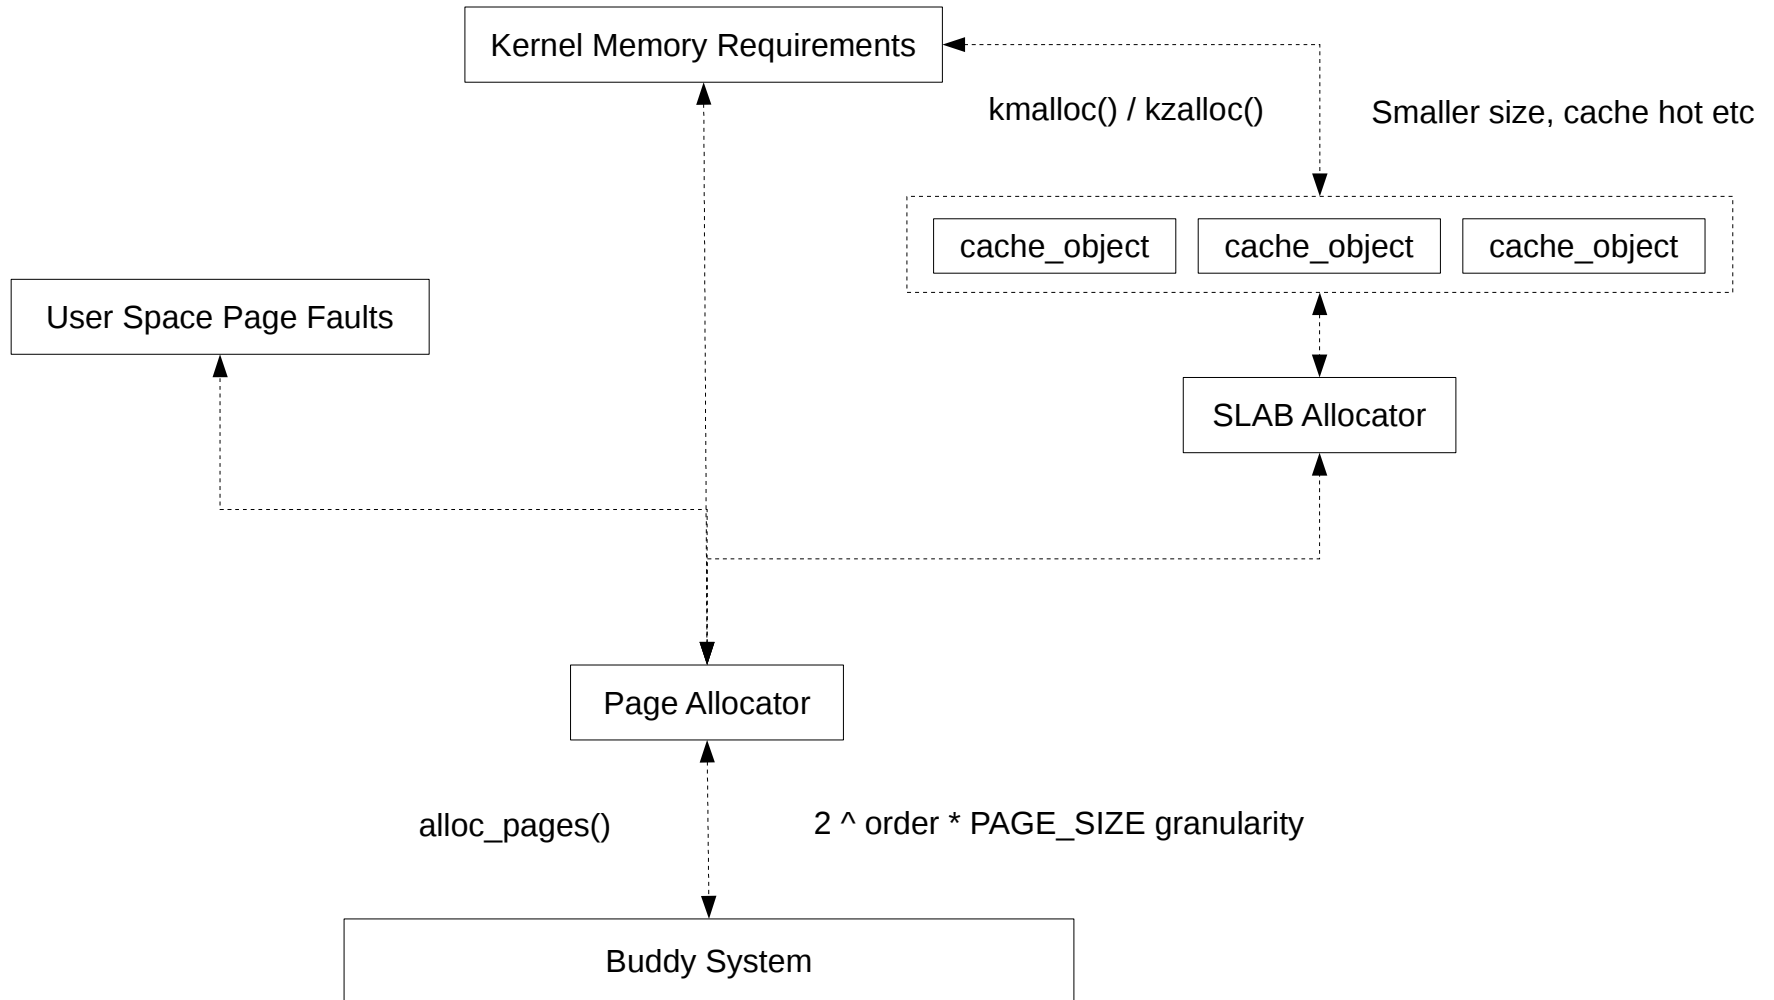 Kernel Memory Requirements
kmalloc() / kzalloc()
Smaller size, cache hot etc
cache_object
cache_object
cache_object
User Space Page Faults
SLAB Allocator
Page Allocator
alloc_pages()
2 ^ order * PAGE_SIZE granularity
Buddy System